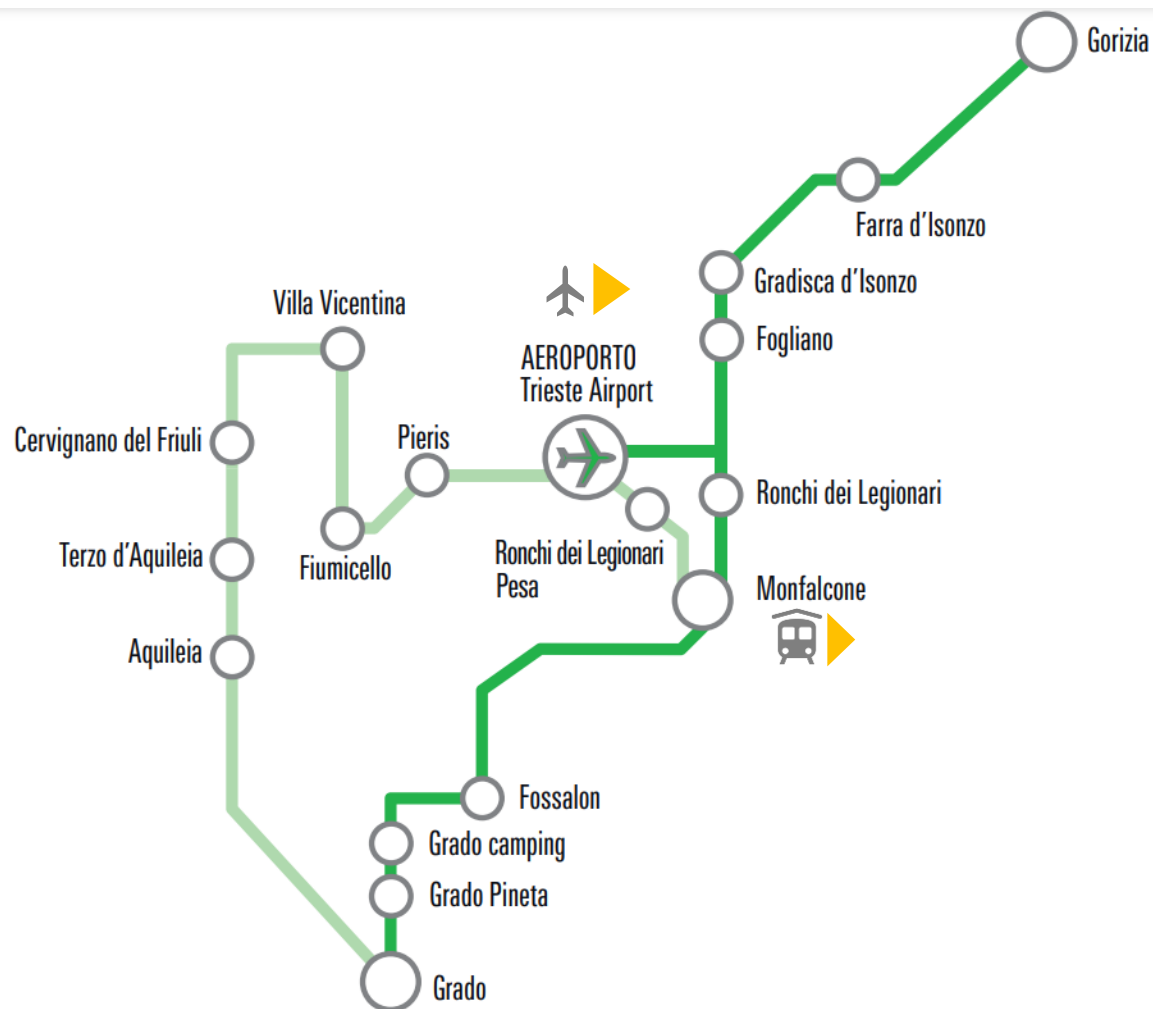 Gorizia
Farra d'Isonzo
Gradisca d'Isonzo
Villa Vicentina
Fogliano
AEROPORTO
Trieste Airport
Cervignano del Friuli
Pieris
Ronchi dei Legionari
Ronchi dei Legionari
Pesa
Terzo d'Aquileia
Fiumicello
Monfalcone
Aquileia
Fossalon
Grado camping
Grado Pineta
Grado